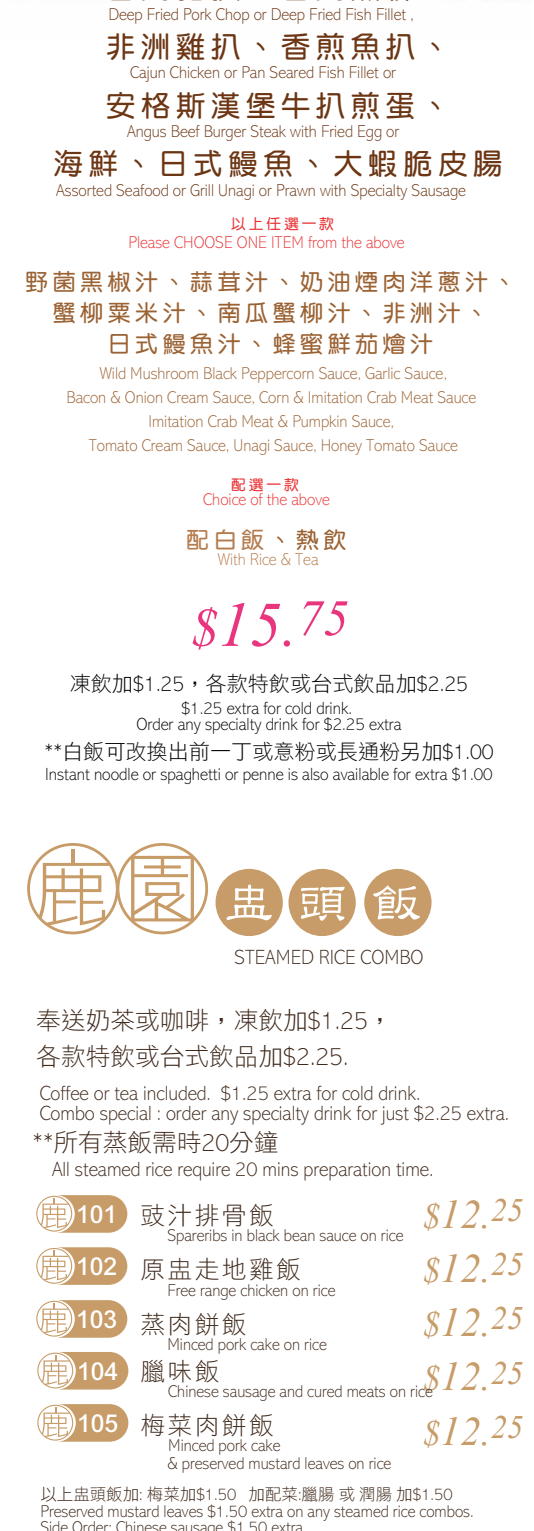 Deep Fried Pork Chop or Deep Fried Fish Fillet ,
非洲雞扒、香煎魚扒、
Cajun Chicken or Pan Seared Fish Fillet or
安格斯漢堡牛扒煎蛋、
Angus Beef Burger Steak with Fried Egg or
海鮮、日式鰻魚、大蝦脆皮腸
Assorted Seafood or Grill Unagi or Prawn with Specialty Sausage
以上任選一款
Please CHOOSE ONE ITEM from the above
野菌黑椒汁、蒜茸汁、奶油煙肉洋蔥汁、
蟹柳粟米汁、南瓜蟹柳汁、非洲汁、
日式鰻魚汁、蜂蜜鮮茄燴汁
Wild Mushroom Black Peppercorn Sauce, Garlic Sauce,
Bacon & Onion Cream Sauce, Corn & Imitation Crab Meat Sauce
Imitation Crab Meat & Pumpkin Sauce,
Tomato Cream Sauce, Unagi Sauce, Honey Tomato Sauce
配選一款
Choice of the above
配白飯、熱飲
With Rice & Tea
$15.75
凍飲加$1.25，各款特飲或台式飲品加$2.25
$1.25 extra for cold drink.
Order any specialty drink for $2.25 extra
**白飯可改換出前一丁或意粉或長通粉另加$1.00
Instant noodle or spaghetti or penne is also available for extra $1.00
鹿園盅頭飯
STEAMED RICE COMBO
奉送奶茶或咖啡，凍飲加$1.25，
各款特飲或台式飲品加$2.25.
Coffee or tea included. $1.25 extra for cold drink.
Combo special : order any specialty drink for just $2.25 extra.
**所有蒸飯需時20分鐘
All steamed rice require 20 mins preparation time.
鹿101 豉汁排骨飯 $12.25
Spareribs in black bean sauce on rice
鹿102 原盅走地雞飯 $12.25
Free range chicken on rice
鹿103 蒸肉餅飯 $12.25
Minced pork cake on rice
鹿104 臘味飯 $12.25
Chinese sausage and cured meats on rice
鹿105 梅菜肉餅飯 $12.25
Minced pork cake
& preserved mustard leaves on rice
以上盅頭飯加: 梅菜加$1.50 加配菜:臘腸 或 潤腸 加$1.50
Preserved mustard leaves $1.50 extra on any steamed rice combos.
Side Order: Chinese sausage $1.50 extra